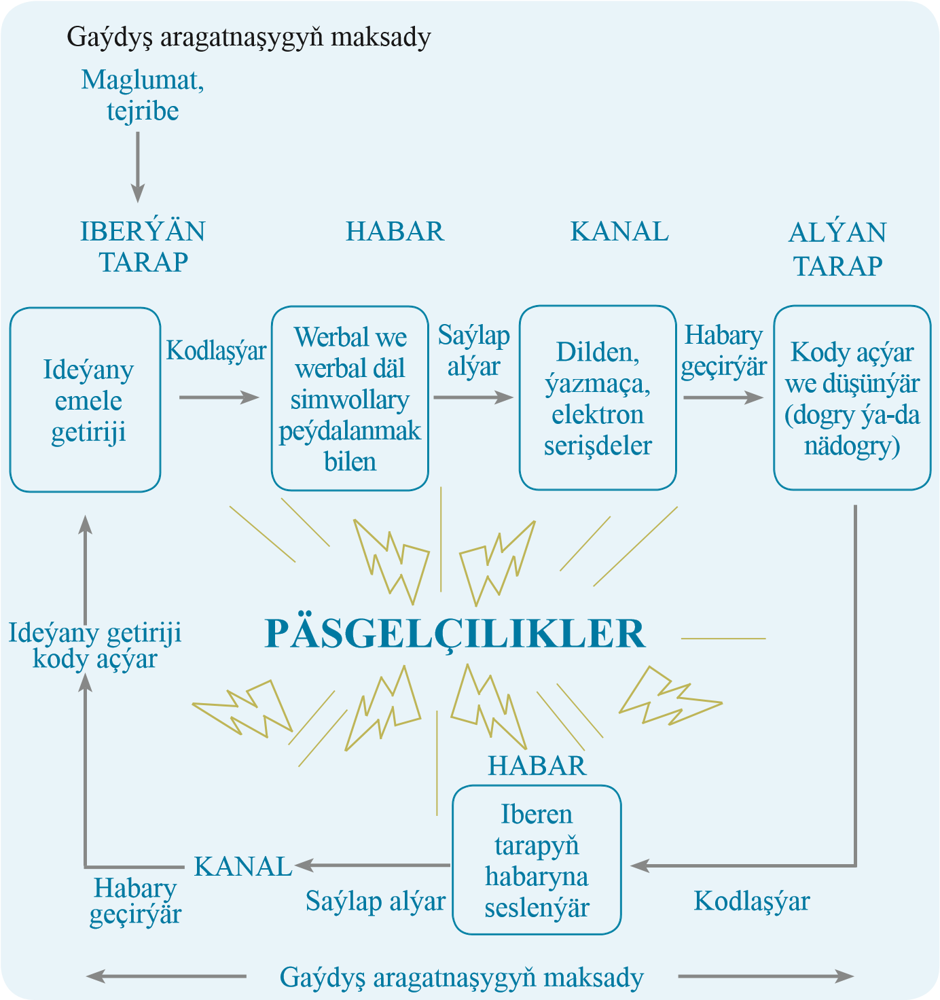 Gaýdyş aragatnaşygyň maksady
Maglumat,
tejribe
IBERÝÄN
TARAP
HABAR
KANAL
ALÝAN
TARAP
Ideýany
emele
getiriji
Kodlaşýar
Werbal we
werbal däl
simwollary
peýdalanmak
bilen
Saýlap
alýar
Dilden,
ýazmaça,
elektron
serişdeler
Habary
geçirýär
Kody açýar
we düşünýär
(dogry ýa-da
nädogry)
PÄSGELÇILIKLER
Ideýany getiriji
kody açýar
HABAR
Iberen
tarapyň
habaryna
seslenýär
KANAL
Habary
geçirýär
Saýlap alýar
Kodlaşýar
Gaýdyş aragatnaşygyň maksady